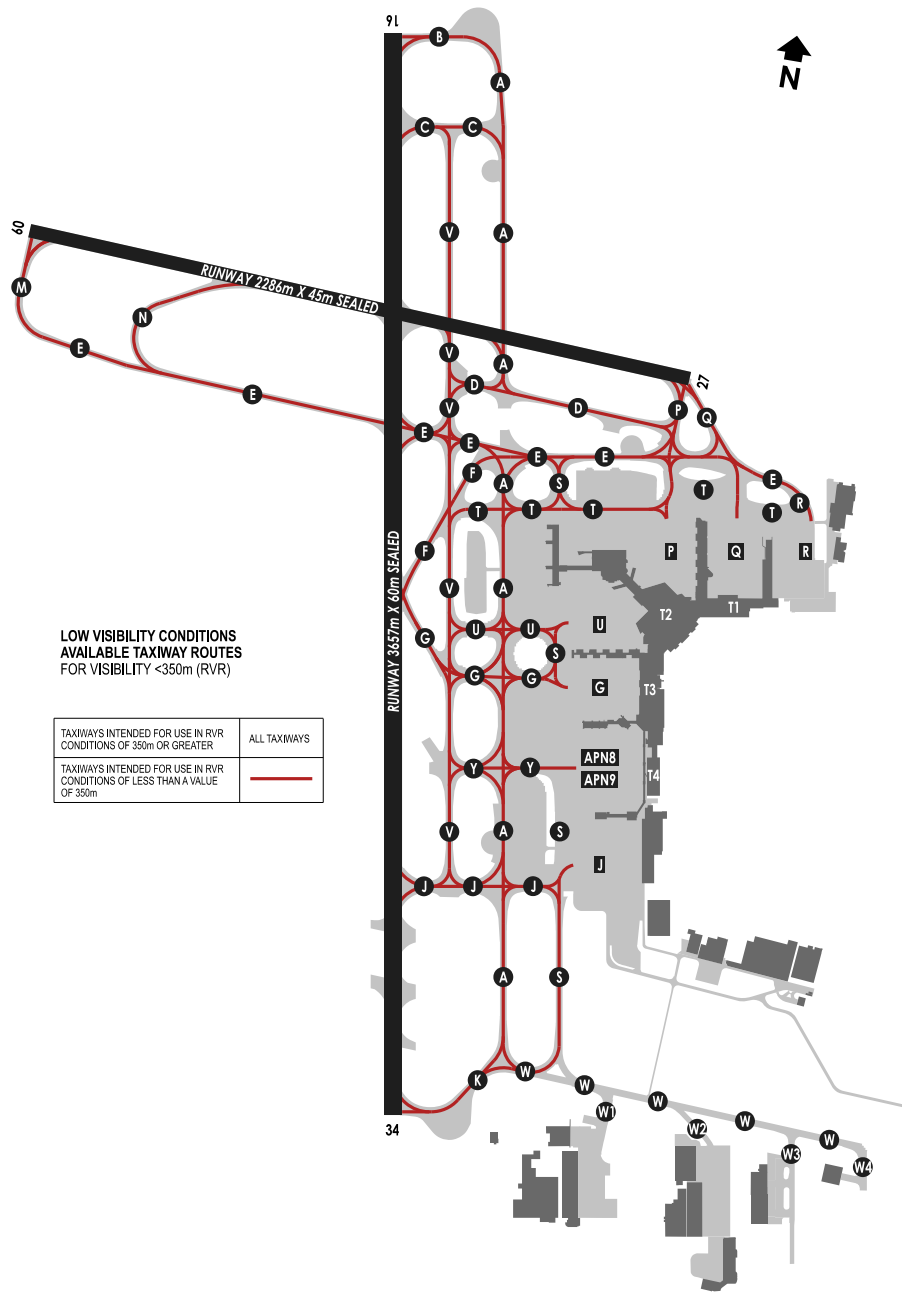 16
B
N
A
C
C
09
V
A
M
RUNWAY 2286m X 45m SEALED
N
E
V
A
27
D
E
V
D
P
Q
E
E
E
E
F
A
S
T
E
R
T
T
T
T
P
Q
R
F
RUNWAY 3657m X 60m SEALED
V
A
T2
T1
U
U
U
G
S
LOW VISIBILITY CONDITIONS
AVAILABLE TAXIWAY ROUTES
FOR VISIBILITY <350m (RVR)
G
G
G
T3
TAXIWAYS INTENDED FOR USE IN RVR
CONDITIONS OF 350m OR GREATER
ALL TAXIWAYS
TAXIWAYS INTENDED FOR USE IN RVR
CONDITIONS OF LESS THAN A VALUE
OF 350m
Y
Y
APN8
APN9
T4
V
A
S
J
J
J
J
A
S
K
W
W
W
W1
W
W2
W
W3
W4
34